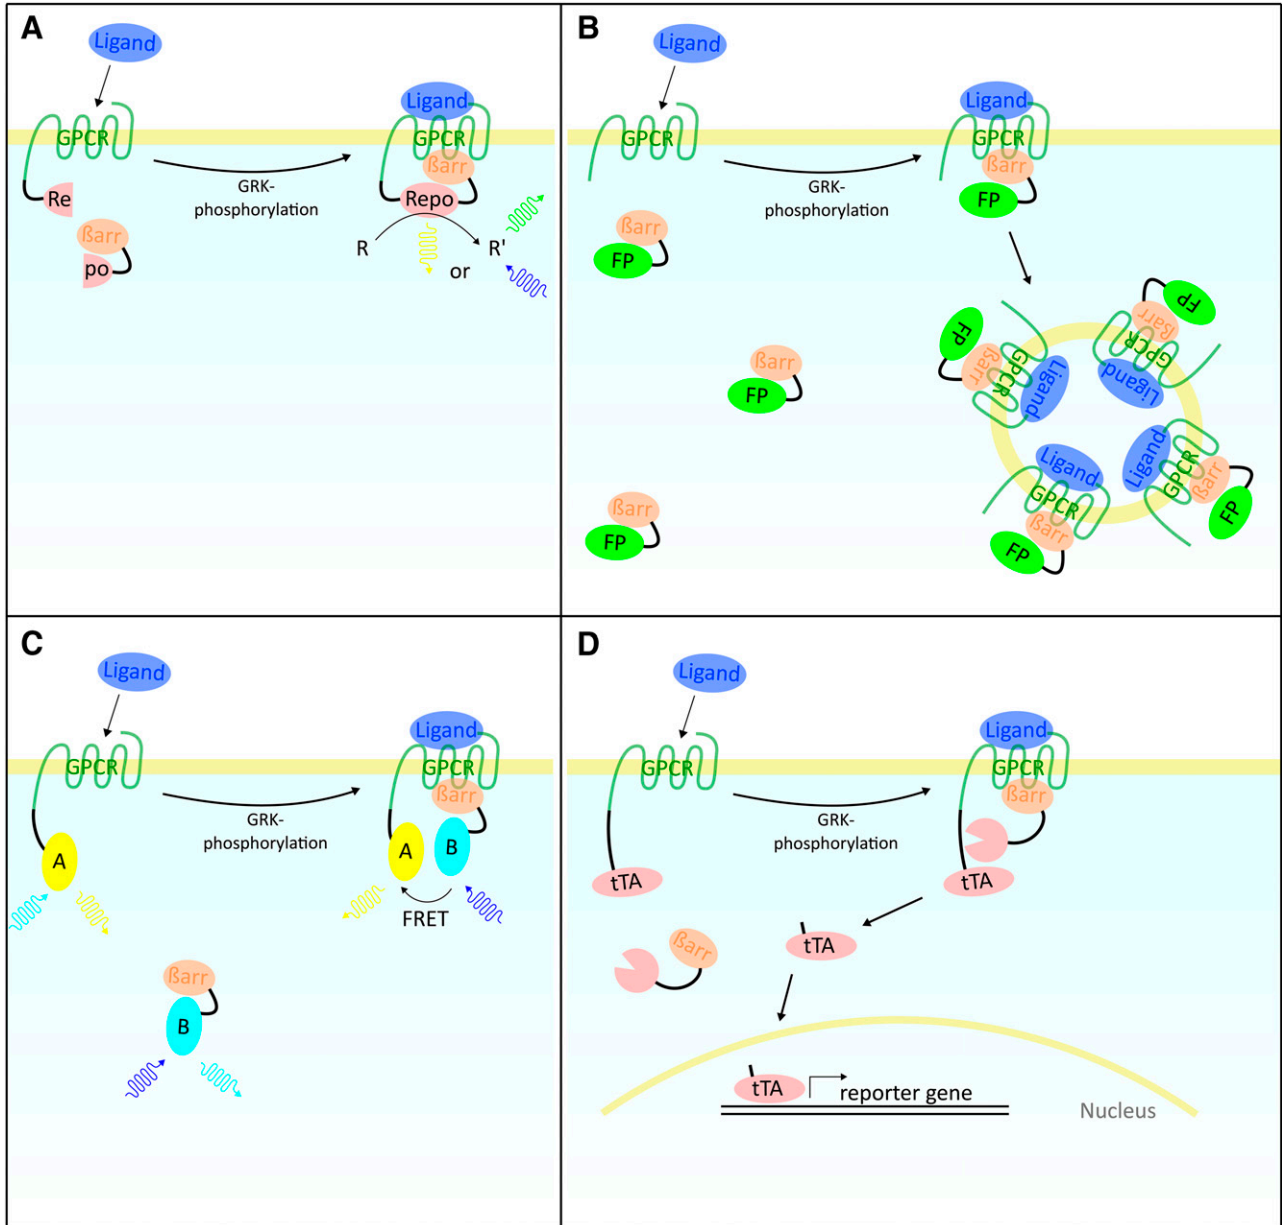 A
Ligand
GPCR
Re
ßarr
po
GRK-
phosphorylation
Ligand
GPCR
ßarr
Repo
R
or
R'
B
Ligand
GPCR
ßarr
FP
ßarr
FP
ßarr
FP
GRK-
phosphorylation
Ligand
GPCR
ßarr
FP
FP
ßarr
GPCR
Ligand
FP
ßarr
GPCR
Ligand
Ligand
GPCR
ßarr
FP
Ligand
GPCR
ßarr
FP
C
Ligand
GPCR
A
ßarr
B
GRK-
phosphorylation
Ligand
GPCR
ßarr
A
B
FRET
D
Ligand
GPCR
tTA
ßarr
GRK-
phosphorylation
Ligand
GPCR
ßarr
tTA
tTA
tTA
reporter gene
Nucleus